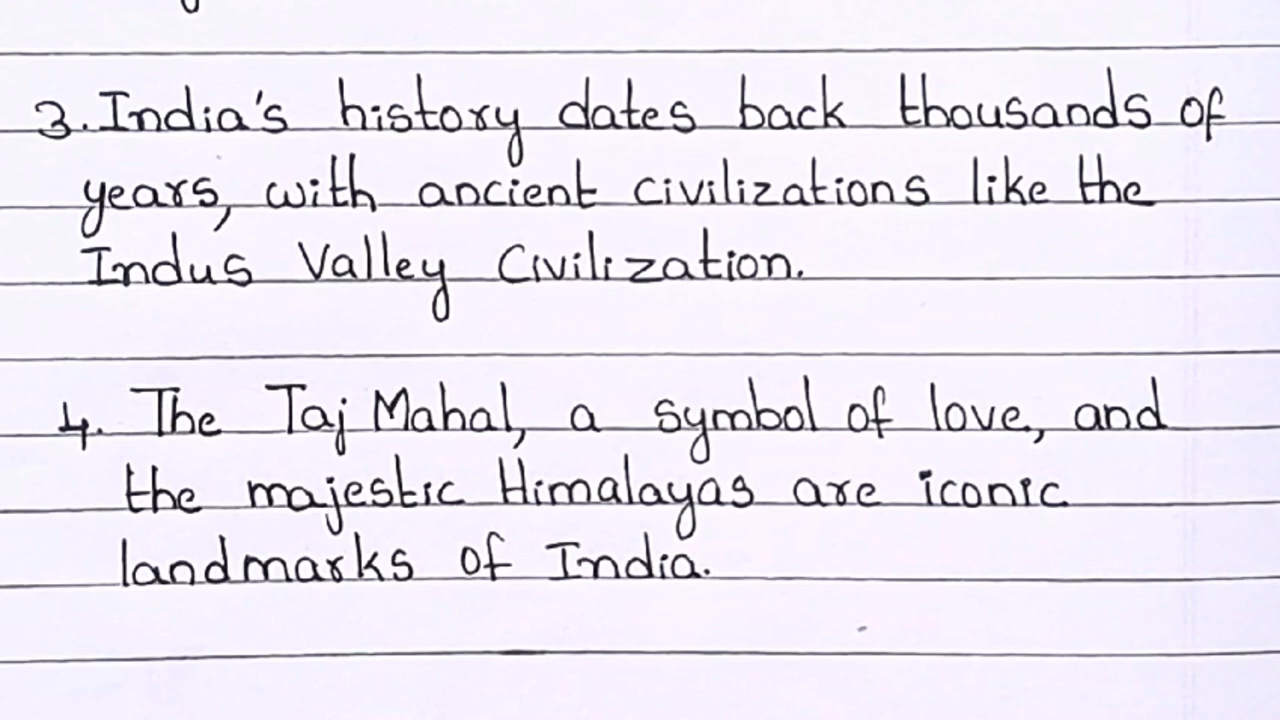 3. India's history dates back thousands of
years, with ancient civilizations like the
Indus Valley Civilization.
4. The Taj Mahal, a symbol of love, and
the majestic Himalayas are iconic
landmarks of India.